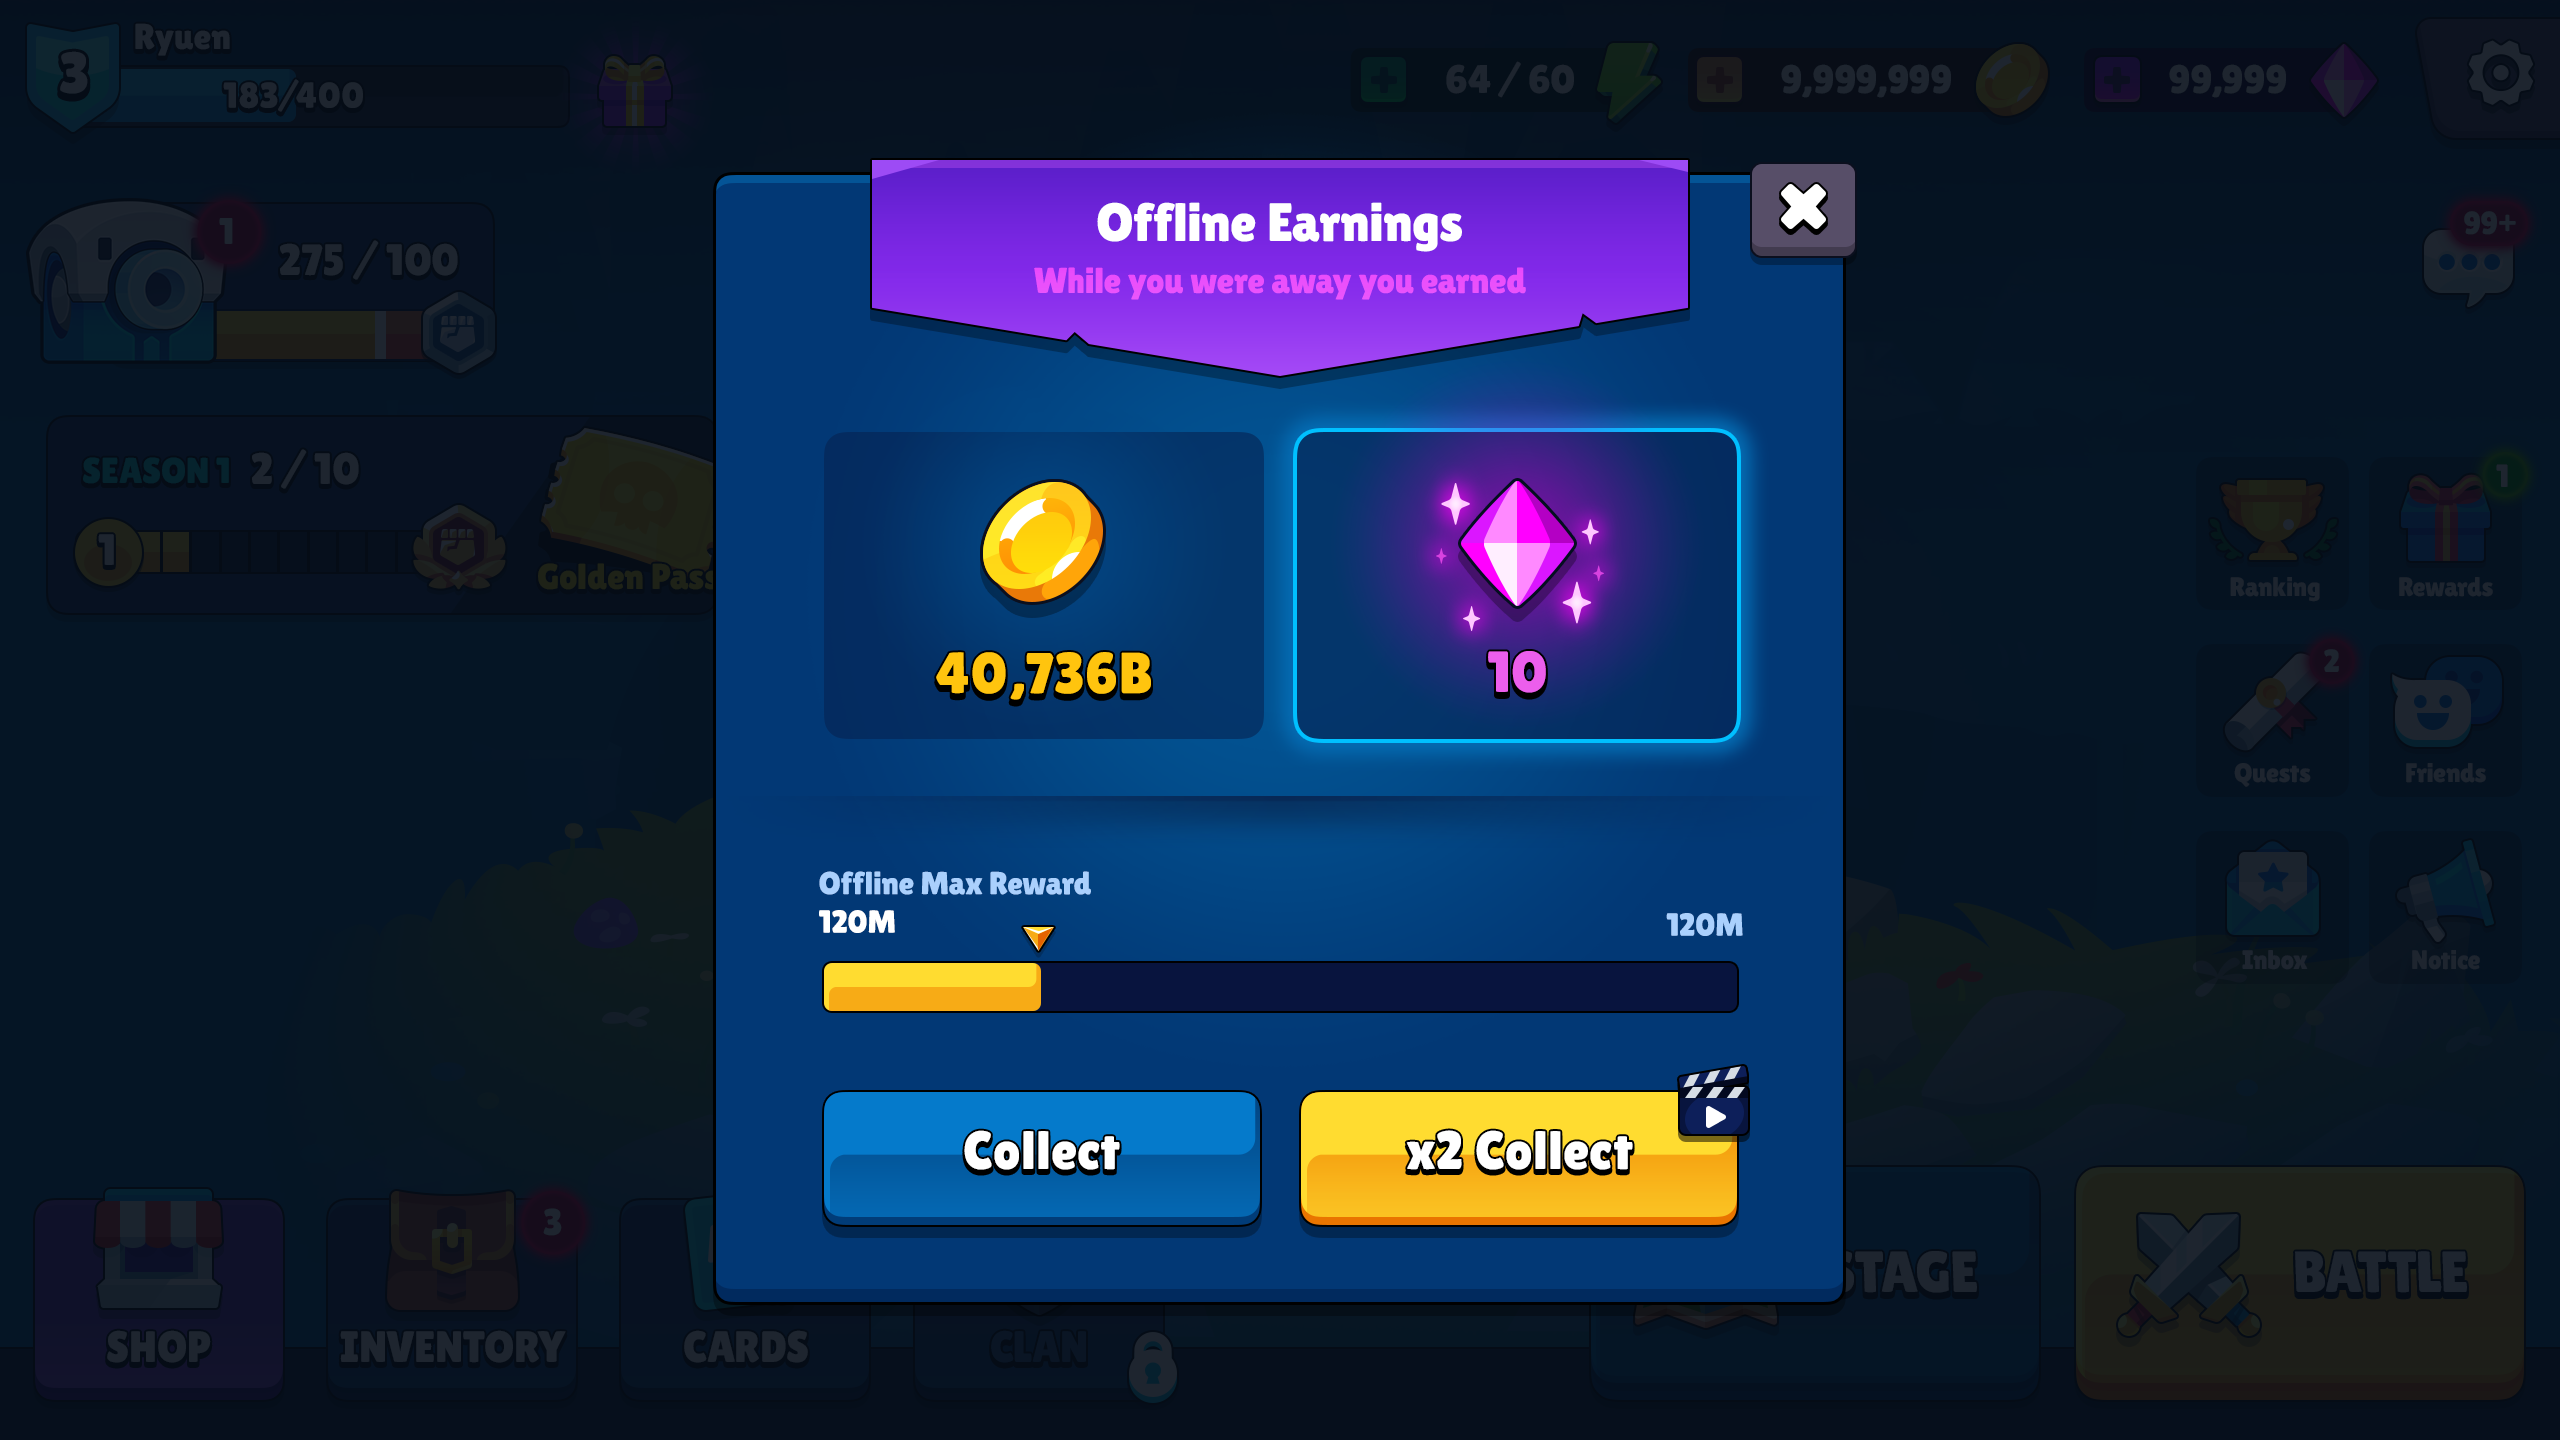 3
Ryuen
183/400
64 / 60
9,999,999
99,999
1
275 / 100
99+
SEASON 1 2 / 10
1
Golden Pass
Offline Earnings
While you were away you earned
40,736B
10
Offline Max Reward
120M
120M
Collect
x2 Collect
1
Ranking
Rewards
2
Quests
Friends
Inbox
Notice
SHOP
3
INVENTORY
CARDS
CLAN
STAGE
BATTLE